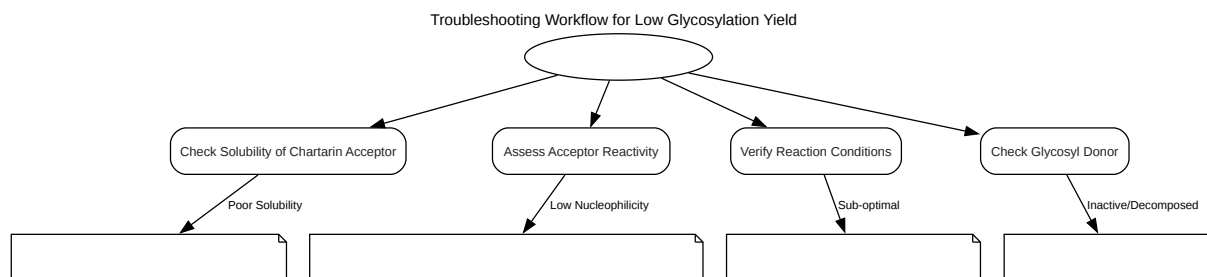 Troubleshooting Workflow for Low Glycosylation Yield
Check Solubility of Chartarin Acceptor
Assess Acceptor Reactivity
Verify Reaction Conditions
Check Glycosyl Donor
Poor Solubility
Low Nucleophilicity
Sub-optimal
Inactive/Decomposed